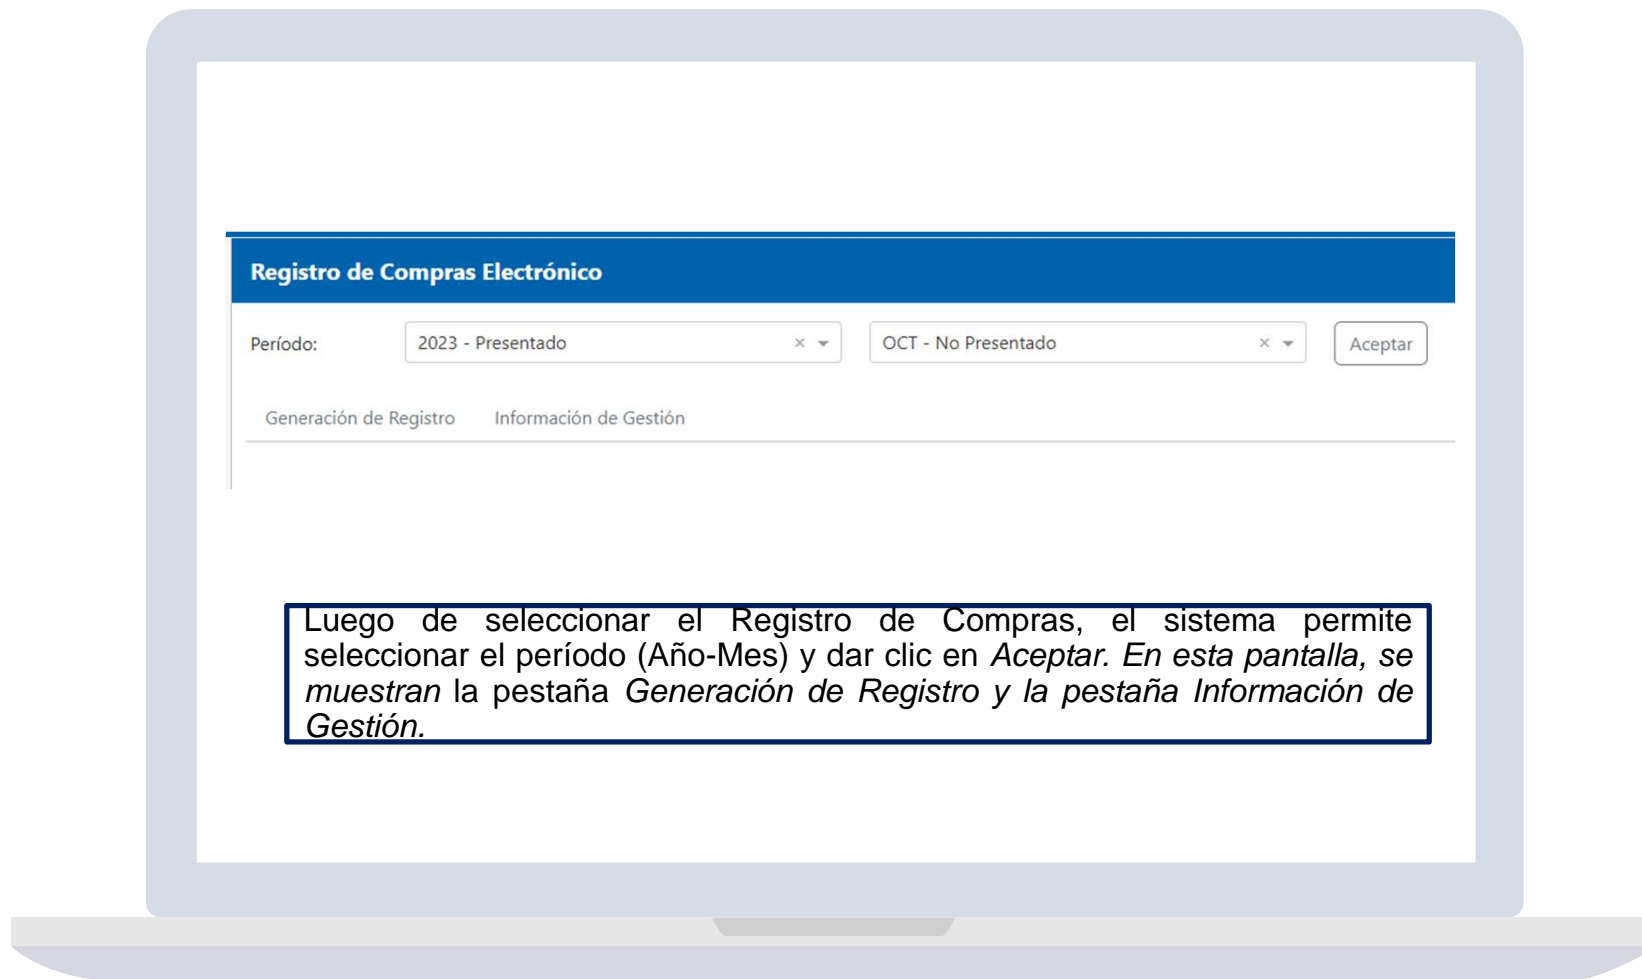 Registro de Compras Electrónico
Período: 2023 - Presentado × OCT - No Presentado × Aceptar
Generación de Registro Información de Gestión
Luego de seleccionar el Registro de Compras, el sistema permite
seleccionar el período (Año-Mes) y dar clic en Aceptar. En esta pantalla, se
muestran la pestaña Generación de Registro y la pestaña Información de
Gestión.